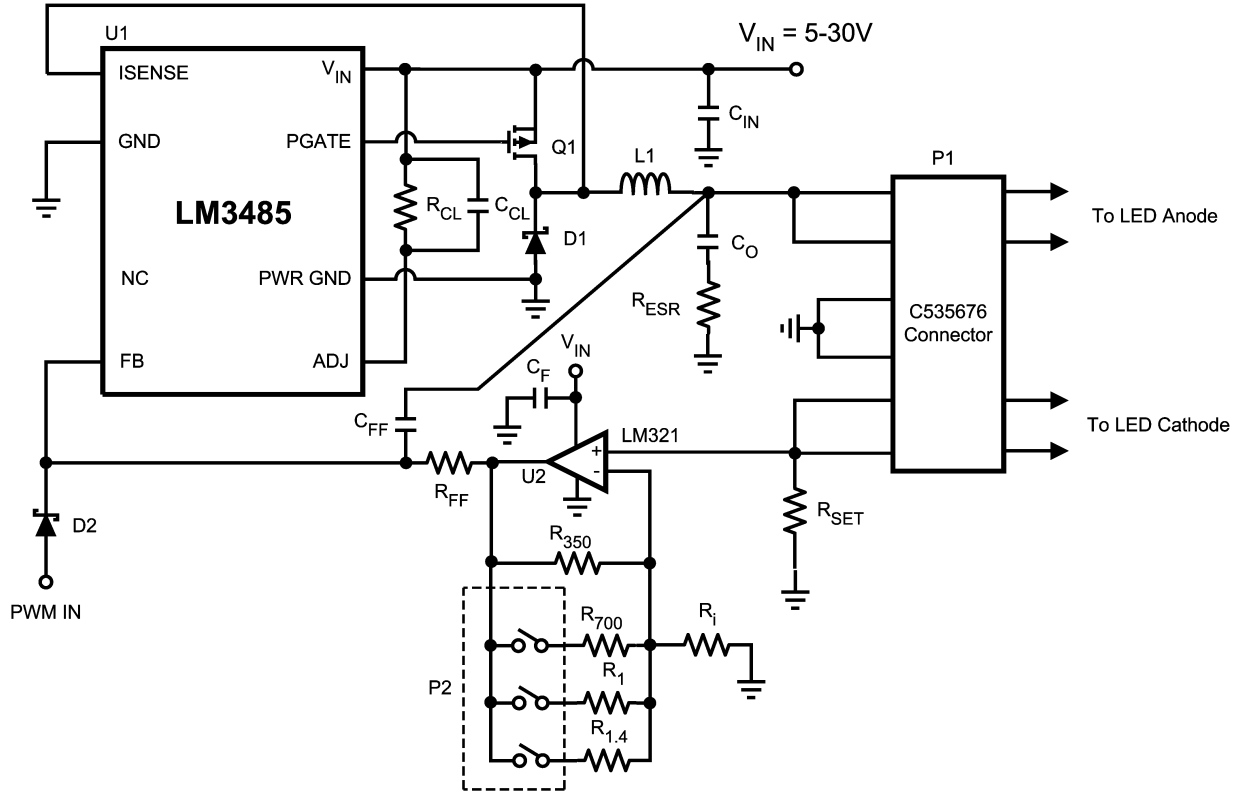 U1
V_IN = 5-30V
ISENSE
V_IN
GND
PGATE
Q1
C_IN
L1
P1
LM3485
R_CL
C_CL
D1
C_O
To LED Anode
NC
PWR GND
R_ESR
C535676
Connector
FB
ADJ
V_IN
C_F
C_FF
LM321
+
-
U2
To LED Cathode
R_FF
R_SET
D2
R_350
PWM IN
R_700
R_i
P2
R_1
R_1.4